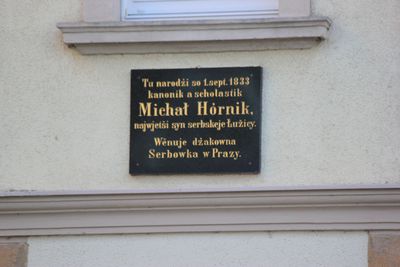 Tu narodźi so 1.sept. 1833
kanonik a scholastik
Michał Hórnik,
najwjetši syn serbskeje Łužicy.
Wěnuje dźakowna
Serbowka w Prazy.